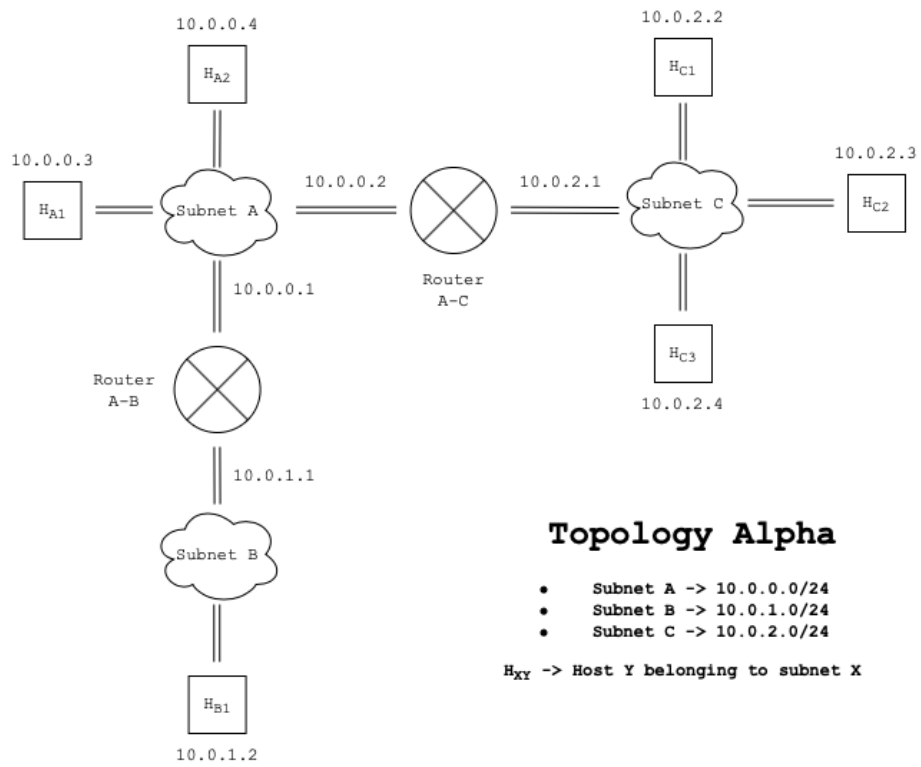 10.0.0.4
H_A2
10.0.2.2
H_C1
10.0.0.3
H_A1
Subnet A
10.0.0.2
10.0.2.1
Subnet C
10.0.2.3
H_C2
Router
A-C
10.0.0.1
H_C3
10.0.2.4
Router
A-B
10.0.1.1
Subnet B
H_B1
10.0.1.2
Topology Alpha
• Subnet A -> 10.0.0.0/24
• Subnet B -> 10.0.1.0/24
• Subnet C -> 10.0.2.0/24
H_XY -> Host Y belonging to subnet X